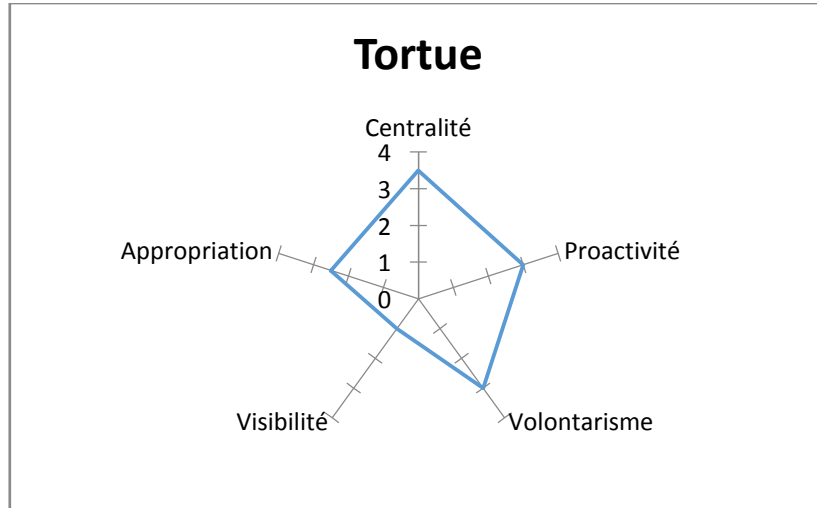 Tortue
Centralité
4
3
2
1
0
Appropriation
Proactivité
Visibilité
Volontarisme